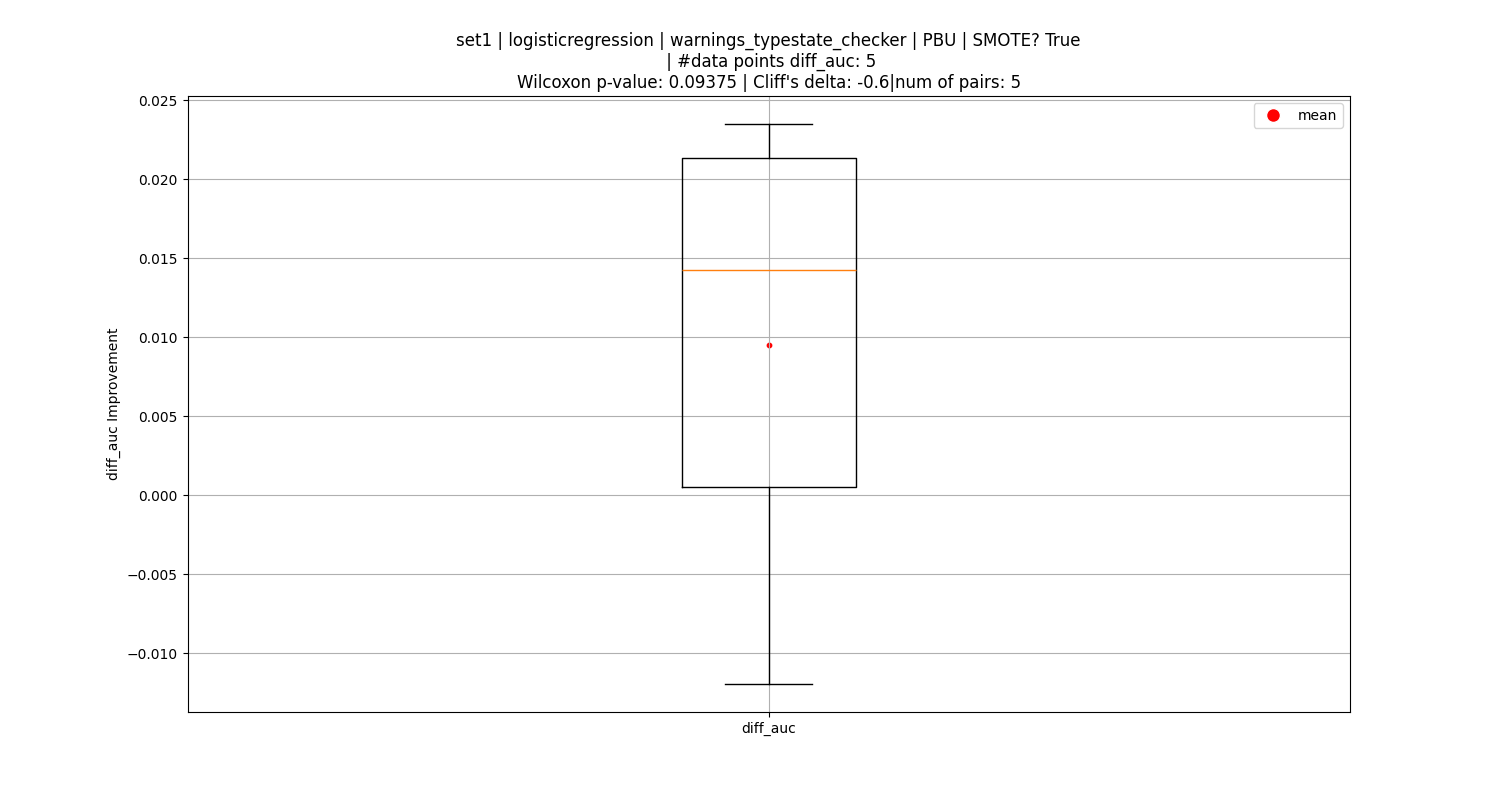 set1 | logisticregression | warnings_typestate_checker | PBU | SMOTE? True
| #data points diff_auc: 5
Wilcoxon p-value: 0.09375 | Cliff's delta: -0.6|num of pairs: 5
mean
0.025
0.020
0.015
0.010
0.005
0.000
−0.005
−0.010
diff_auc Improvement
diff_auc